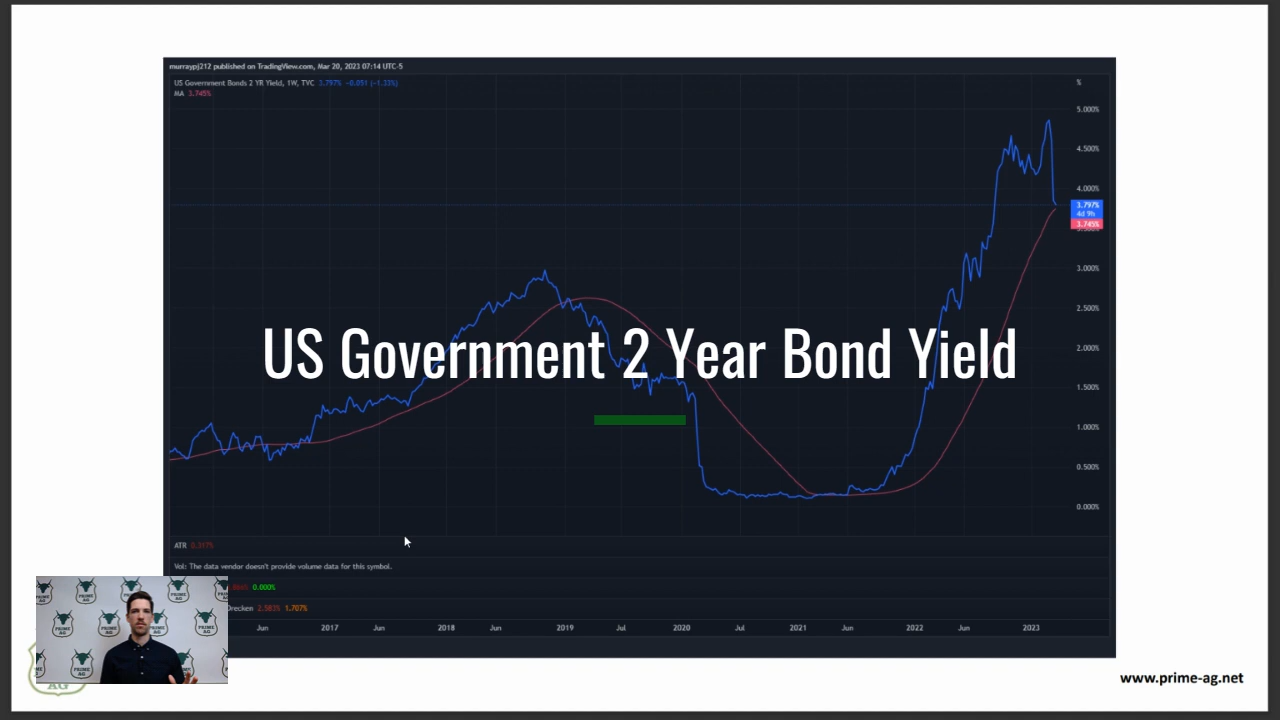 murraypj212 published on TradingView.com, Mar 20, 2023 07:14 UTC-5
US Government Bonds 2 YR Yield, 1W, TVC 3.797% −0.051 (−1.33%)
MA 3.745%
%
5.000%
4.500%
4.000%
3.797%
4d 9h
3.745%
3.000%
2.500%
2.000%
1.500%
1.000%
0.500%
0.000%
US Government 2 Year Bond Yield
ATR 0.317%
Vol: The data vendor doesn't provide volume data for this symbol.
0.000%
Drecken 2.583% 1.707%
Jun 2017 Jun 2018 Jun 2019 Jul 2020 Jul 2021 Jun 2022 Jun 2023
PRIME AG
AG
www.prime-ag.net